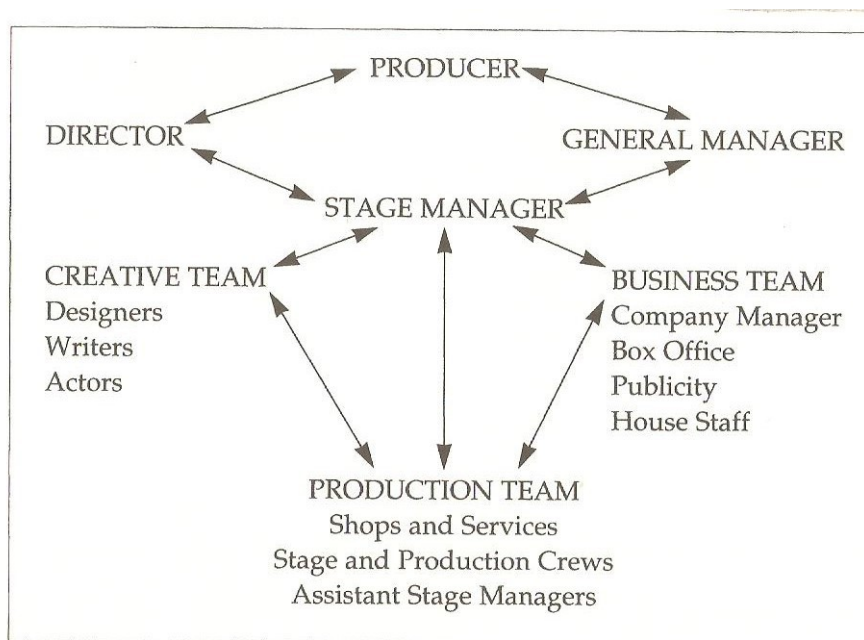 PRODUCER
DIRECTOR
GENERAL MANAGER
STAGE MANAGER
CREATIVE TEAM
Designers
Writers
Actors
BUSINESS TEAM
Company Manager
Box Office
Publicity
House Staff
PRODUCTION TEAM
Shops and Services
Stage and Production Crews
Assistant Stage Managers